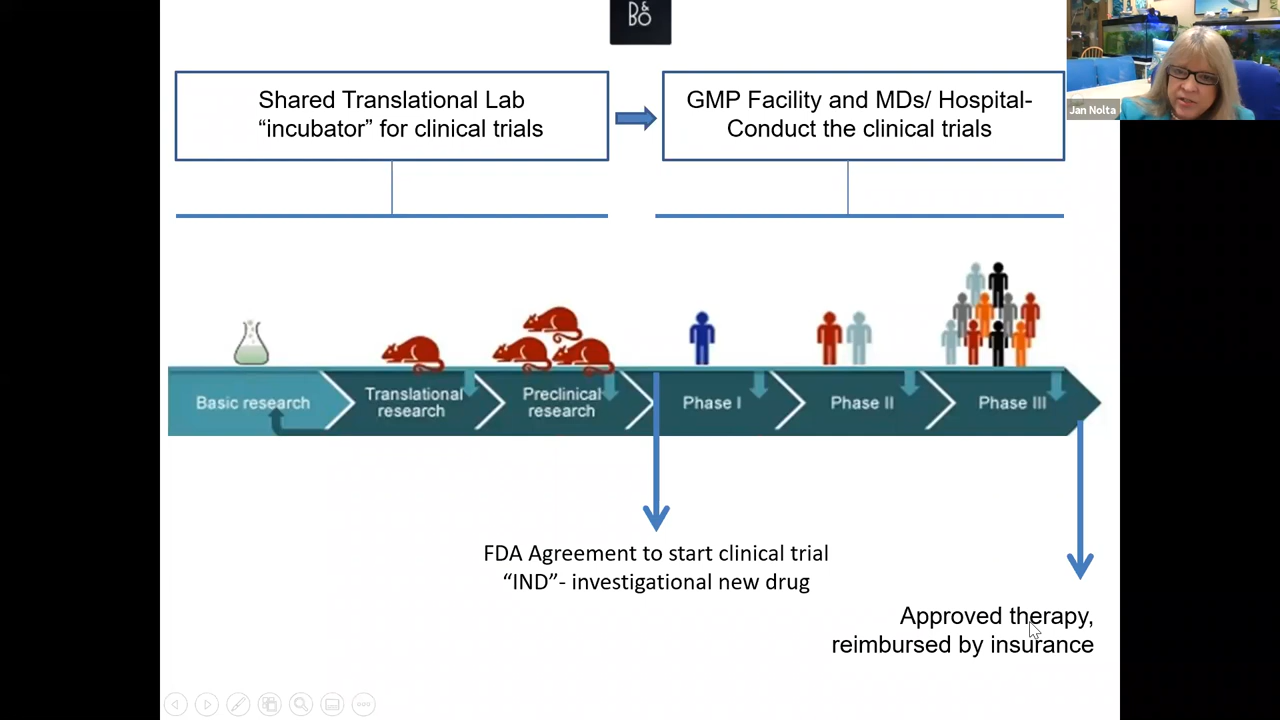 B&O
Jan Nolta
Shared Translational Lab
“incubator” for clinical trials
GMP Facility and MDs/ Hospital-
Conduct the clinical trials
Basic research
Translational
research
Preclinical
research
Phase I
Phase II
Phase III
FDA Agreement to start clinical trial
“IND”- investigational new drug
Approved therapy,
reimbursed by insurance